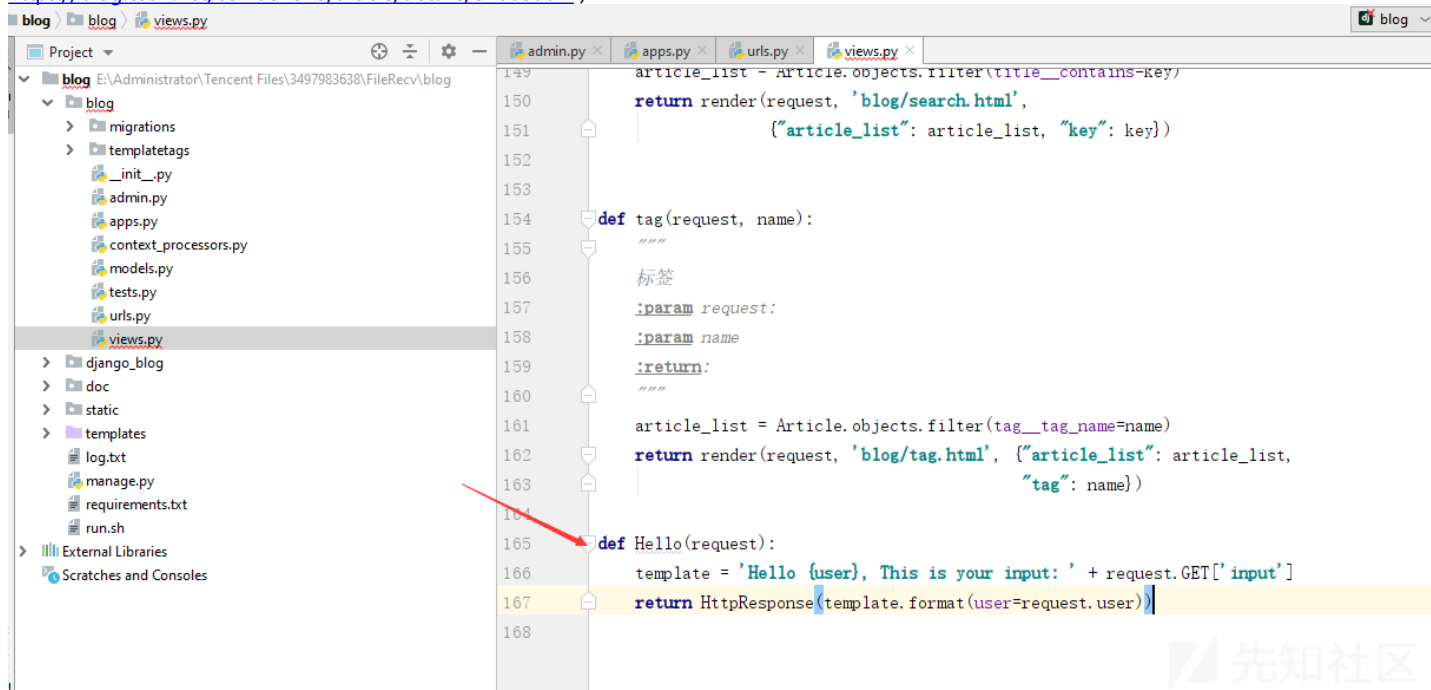 blog blog views.py blog
Project
admin.py apps.py urls.py views.py
blog E:\Administrator\Tencent Files\3497983638\FileRecv\blog
blog
migrations
templatetags
__init__.py
admin.py
apps.py
context_processors.py
models.py
tests.py
urls.py
views.py
django_blog
doc
static
templates
log.txt
manage.py
requirements.txt
run.sh
External Libraries
Scratches and Consoles
149 article_list = Article.objects.filter(title__contains=key)
150 return render(request, 'blog/search.html',
151 {"article_list": article_list, "key": key})
152
153
154 def tag(request, name):
155 """
156 标签
157 :param request:
158 :param name
159 :return:
160 """
161 article_list = Article.objects.filter(tag__tag_name=name)
162 return render(request, 'blog/tag.html', {"article_list": article_list,
163 "tag": name})
164
165 def Hello(request):
166 template = 'Hello {user}, This is your input: ' + request.GET['input']
167 return HttpResponse(template.format(user=request.user))
168
先知社区